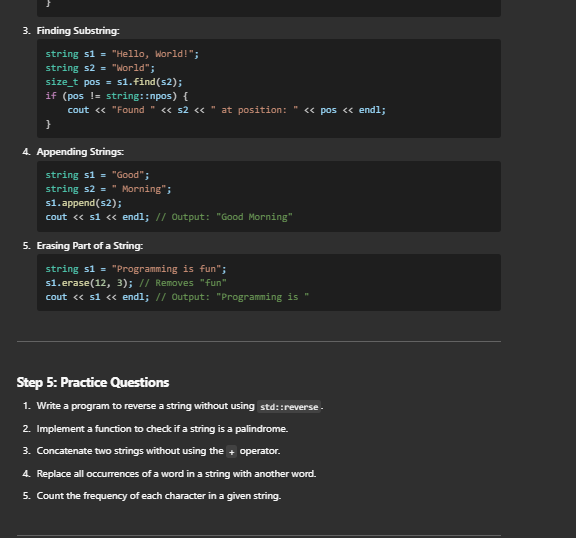 }
3. Finding Substring:
string s1 = "Hello, World!";
string s2 = "World";
size_t pos = s1.find(s2);
if (pos != string::npos) {
    cout << "Found " << s2 << " at position: " << pos << endl;
}
4. Appending Strings:
string s1 = "Good";
string s2 = " Morning";
s1.append(s2);
cout << s1 << endl; // Output: "Good Morning"
5. Erasing Part of a String:
string s1 = "Programming is fun";
s1.erase(12, 3); // Removes "fun"
cout << s1 << endl; // Output: "Programming is "
Step 5: Practice Questions
1. Write a program to reverse a string without using std::reverse.
2. Implement a function to check if a string is a palindrome.
3. Concatenate two strings without using the + operator.
4. Replace all occurrences of a word in a string with another word.
5. Count the frequency of each character in a given string.